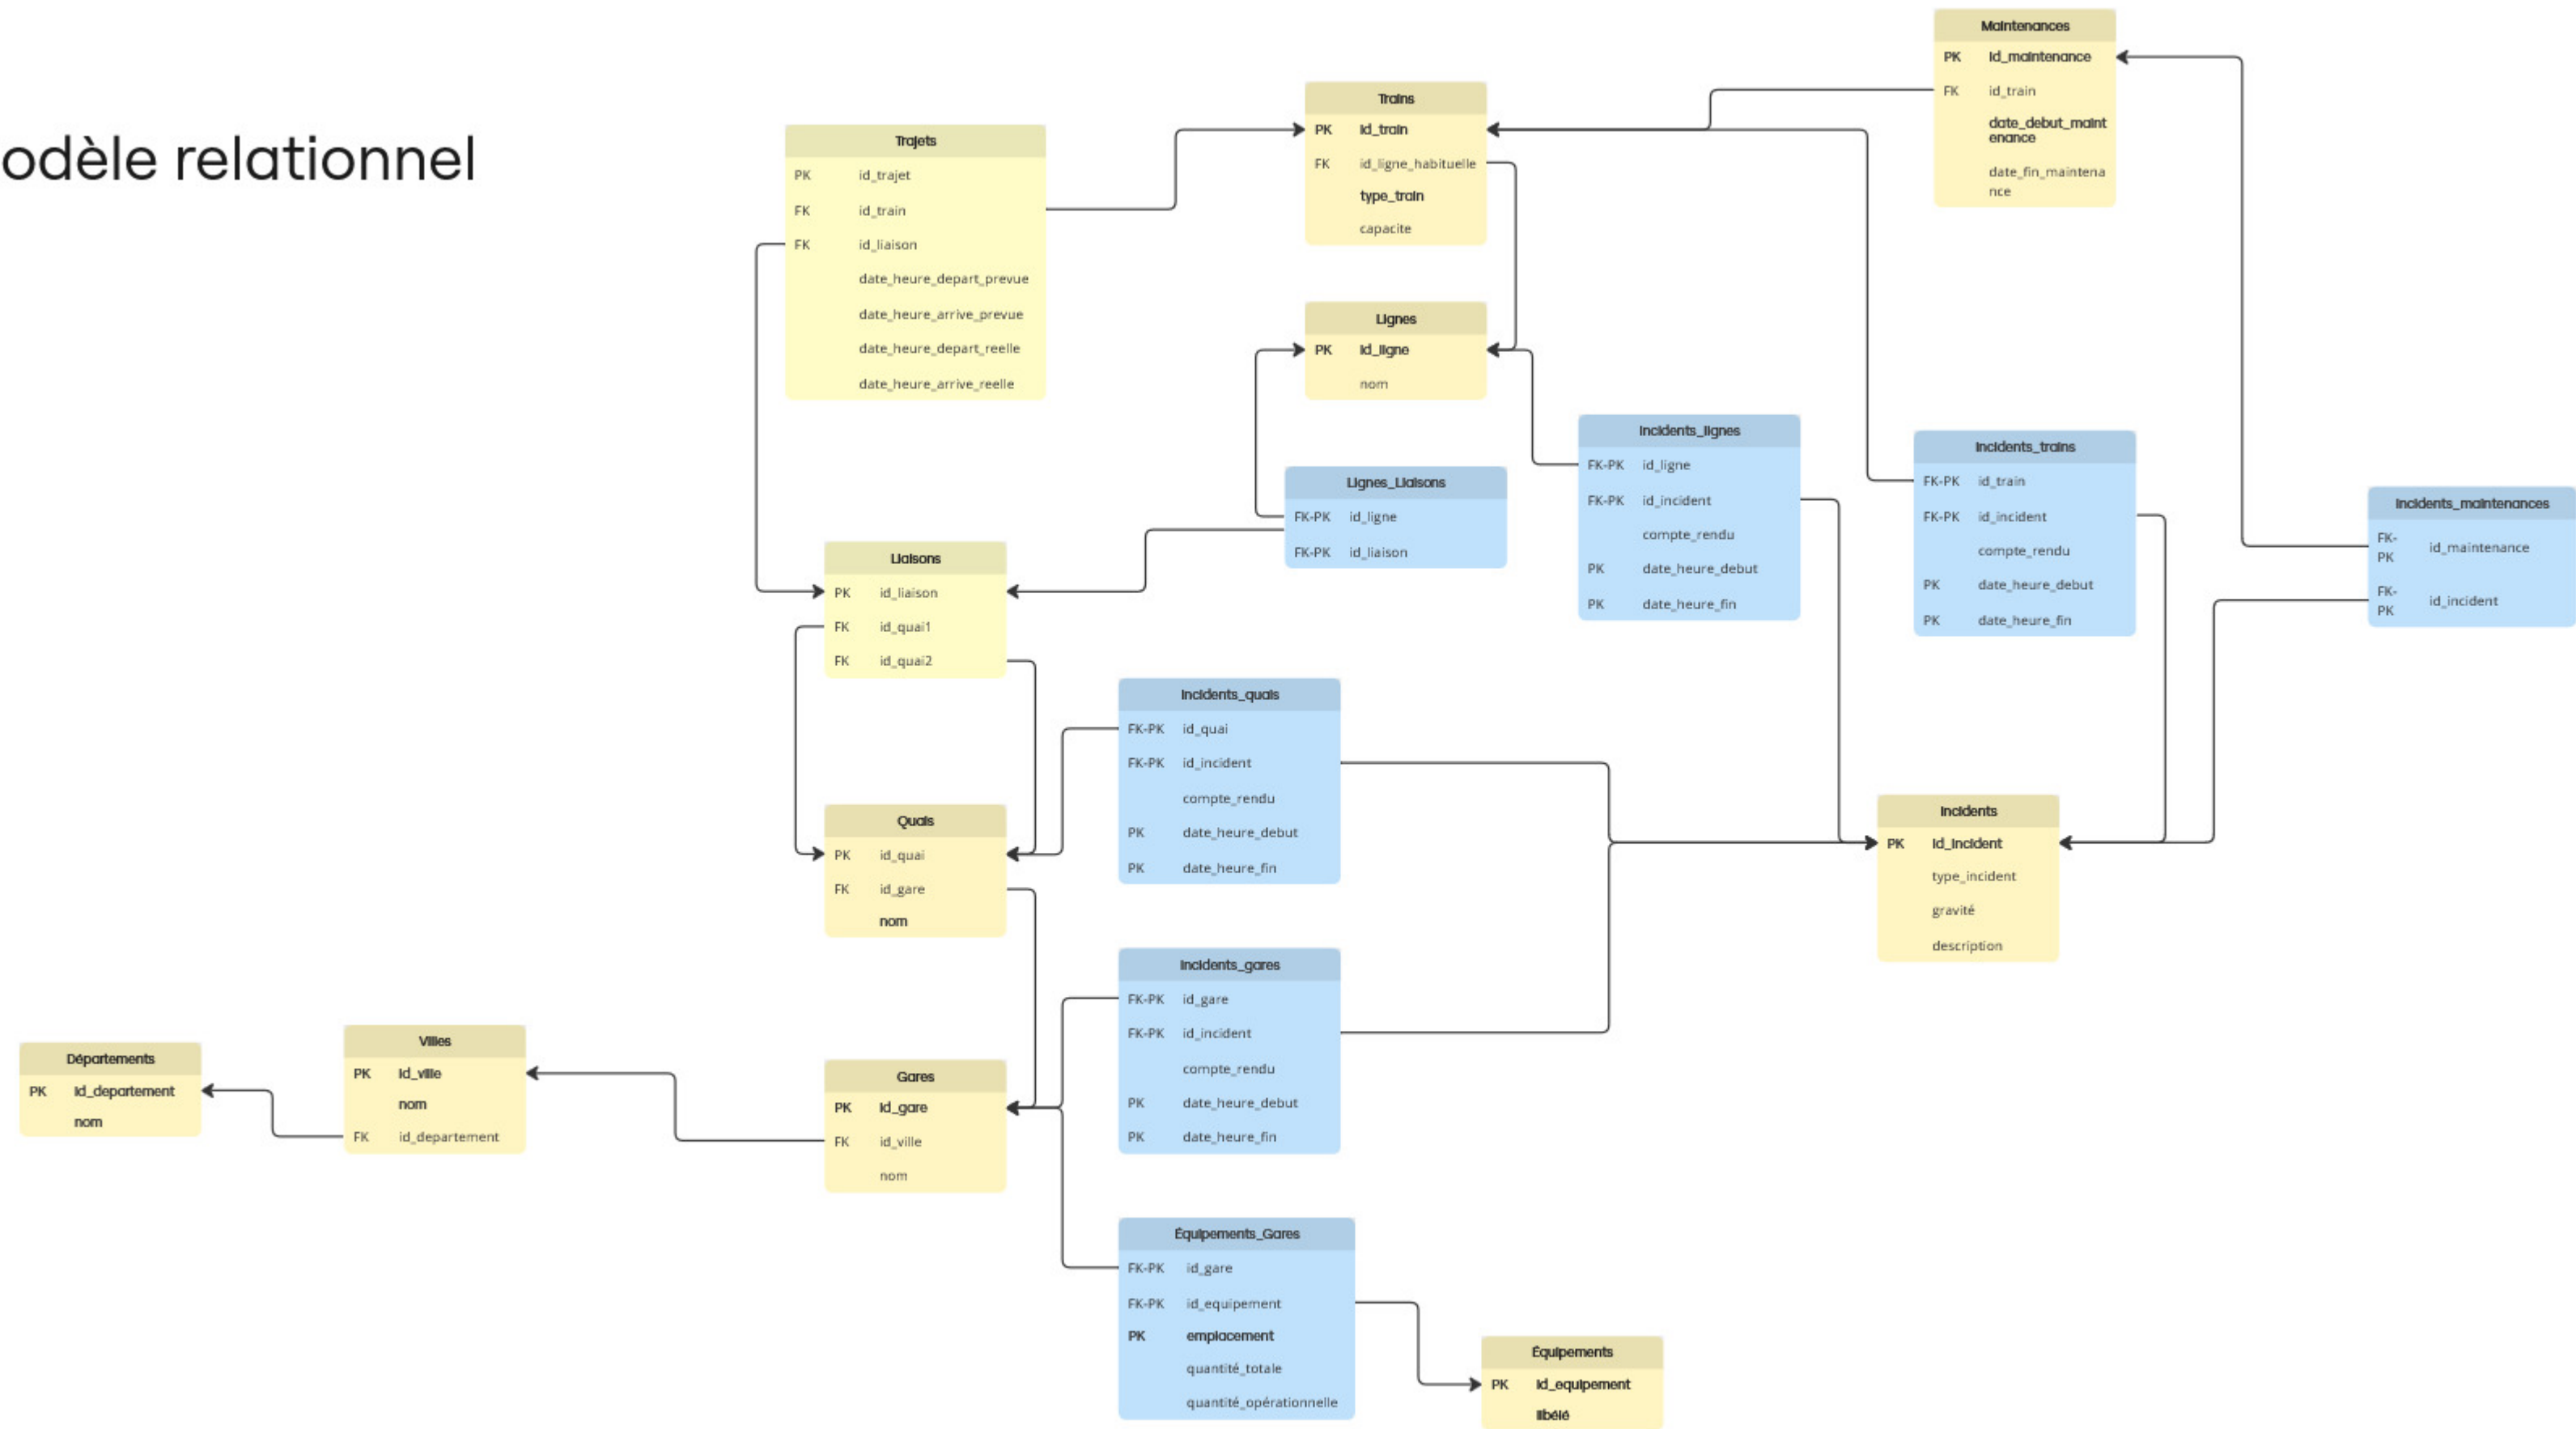 odèle relationnel
Maintenances
PK id_maintenance
FK id_train
date_debut_maint
enance
date_fin_maintena
nce
Trains
PK id_train
FK id_ligne_habituelle
type_train
capacite
Trajets
PK id_trajet
FK id_train
FK id_liaison
date_heure_depart_prevue
date_heure_arrive_prevue
date_heure_depart_reelle
date_heure_arrive_reelle
Lignes
PK id_ligne
nom
Incidents_lignes
FK-PK id_ligne
FK-PK id_incident
compte_rendu
PK date_heure_debut
PK date_heure_fin
Incidents_trains
FK-PK id_train
FK-PK id_incident
compte_rendu
PK date_heure_debut
PK date_heure_fin
Incidents_maintenances
FK-
PK id_maintenance
FK-
PK id_incident
Lignes_Liaisons
FK-PK id_ligne
FK-PK id_liaison
Liaisons
PK id_liaison
FK id_quai1
FK id_quai2
Incidents_quais
FK-PK id_quai
FK-PK id_incident
compte_rendu
PK date_heure_debut
PK date_heure_fin
Quais
PK id_quai
FK id_gare
nom
Incidents
PK id_incident
type_incident
gravité
description
Incidents_gares
FK-PK id_gare
FK-PK id_incident
compte_rendu
PK date_heure_debut
PK date_heure_fin
Départements
PK id_departement
nom
Villes
PK id_ville
nom
FK id_departement
Gares
PK id_gare
FK id_ville
nom
Équipements_Gares
FK-PK id_gare
FK-PK id_equipement
PK emplacement
quantité_totale
quantité_opérationnelle
Équipements
PK id_equipement
libélé